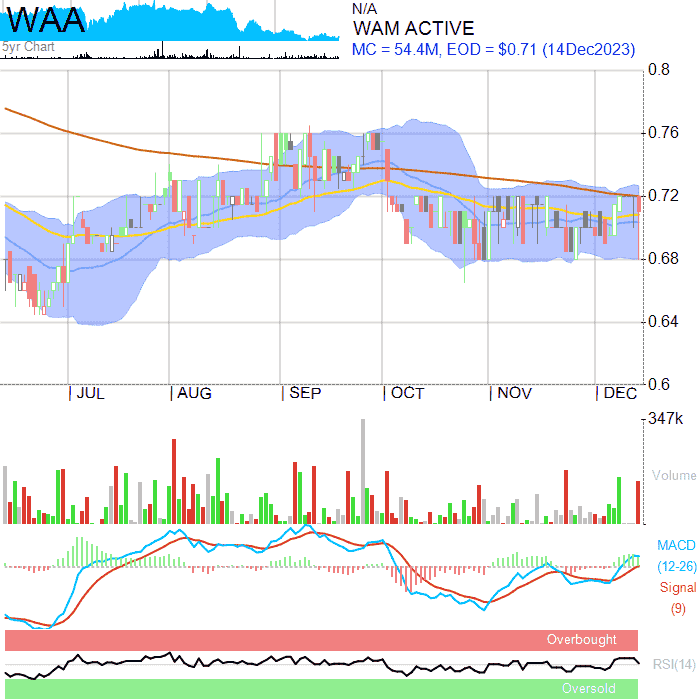 WAA
5yr Chart
N/A
WAM ACTIVE
MC = 54.4M, EOD = $0.71 (14Dec2023)
0.8
0.76
0.72
0.68
0.64
0.6
JUL AUG SEP OCT NOV DEC
347k
Volume
MACD
(12-26)
Signal
(9)
Overbought
RSI(14)
Oversold